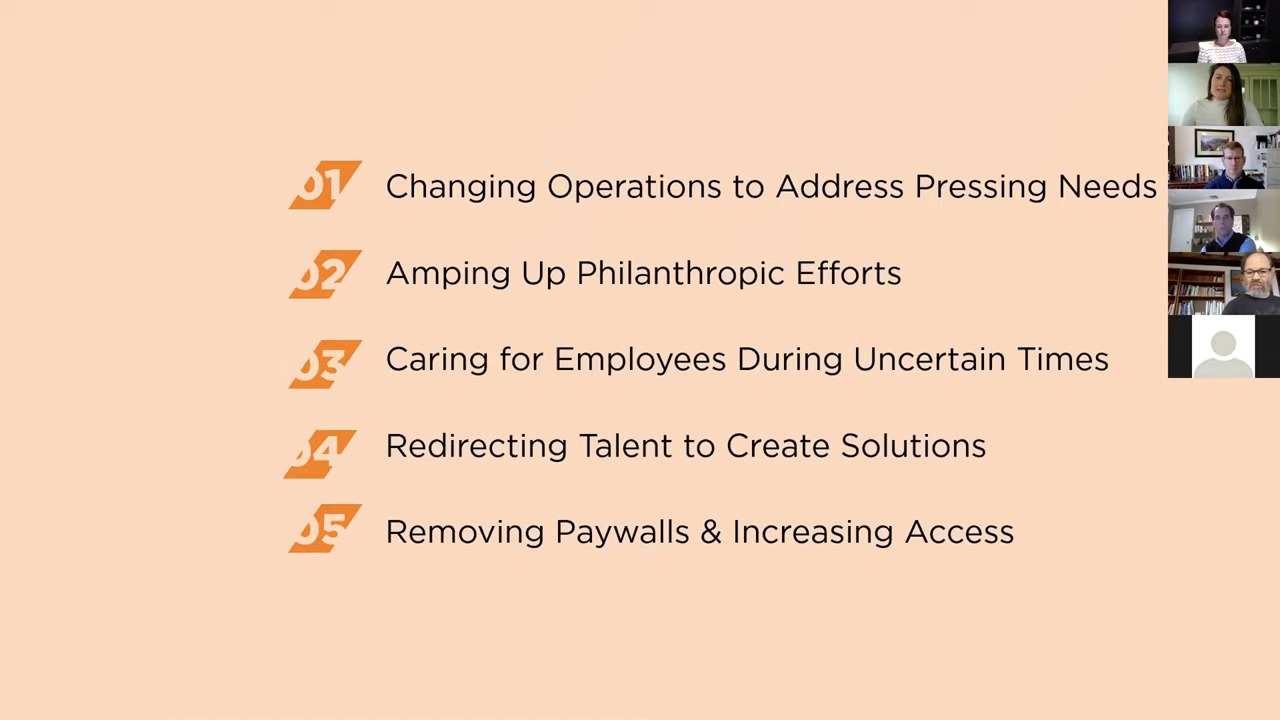 01 Changing Operations to Address Pressing Needs
02 Amping Up Philanthropic Efforts
03 Caring for Employees During Uncertain Times
04 Redirecting Talent to Create Solutions
05 Removing Paywalls & Increasing Access